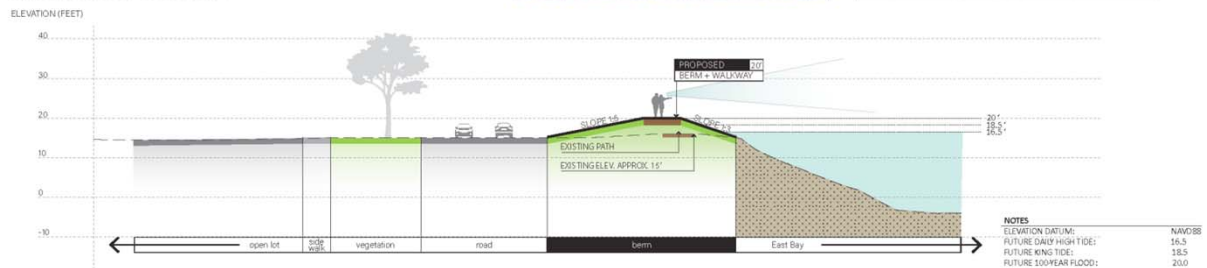 ELEVATION (FEET)
40
30
PROPOSED 20'
BERM + WALKWAY
20
SLOPE 1:5
SLOPE 1:3
20'
18.5'
16.5'
EXISTING PATH
10
EXISTING ELEV. APPROX. 15'
0
-10
open lot
side walk
vegetation
road
berm
East Bay
NOTES
ELEVATION DATUM: NAVD88
FUTURE DAILY HIGH TIDE: 16.5
FUTURE KING TIDE: 18.5
FUTURE 100-YEAR FLOOD: 20.0